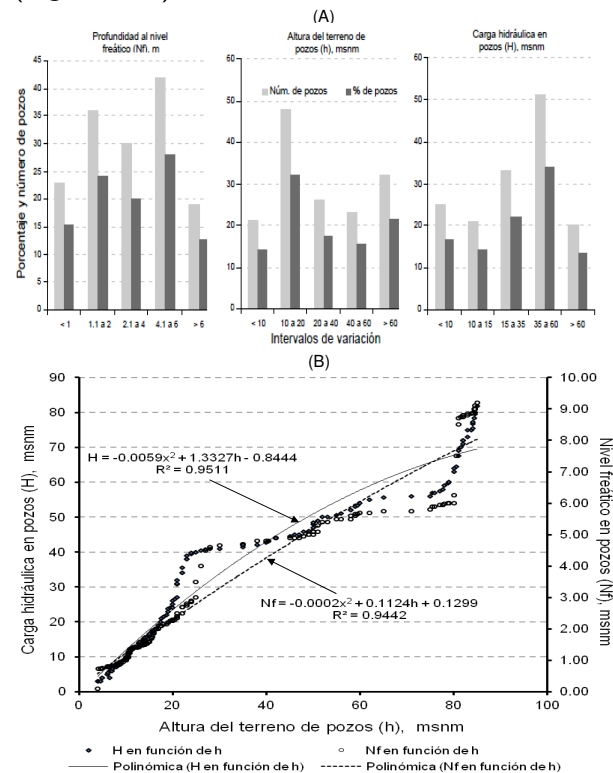 (A)
Profundidad al nivel
freático (Nf), m
Altura del terreno de
pozos (h), msnm
Carga hidráulica en
pozos (H), msnm
Porcentaje y número de pozos
45
40
35
30
25
20
15
10
5
0
< 1 1.1 a 2 2.1 a 4 4.1 a 6 > 6
60
50
40
30
20
10
0
Núm. de pozos % de pozos
< 10 10 a 20 20 a 40 40 a 60 > 60
60
50
40
30
20
10
0
< 10 10 a 15 15 a 35 35 a 60 > 60
Intervalos de variación
(B)
Carga hidráulica en pozos (H), msnm
90
80
70
60
50
40
30
20
10
0
H = -0.0059x² + 1.3327h - 0.8444
R² = 0.9511
Nf = -0.0002x² + 0.1124h + 0.1299
R² = 0.9442
10.00
9.00
8.00
7.00
6.00
5.00
4.00
3.00
2.00
1.00
0.00
Nivel freático en pozos (Nf), msnm
0 20 40 60 80 100
Altura del terreno de pozos (h), msnm
H en función de h Nf en función de h
Polinómica (H en función de h) Polinómica (Nf en función de h)